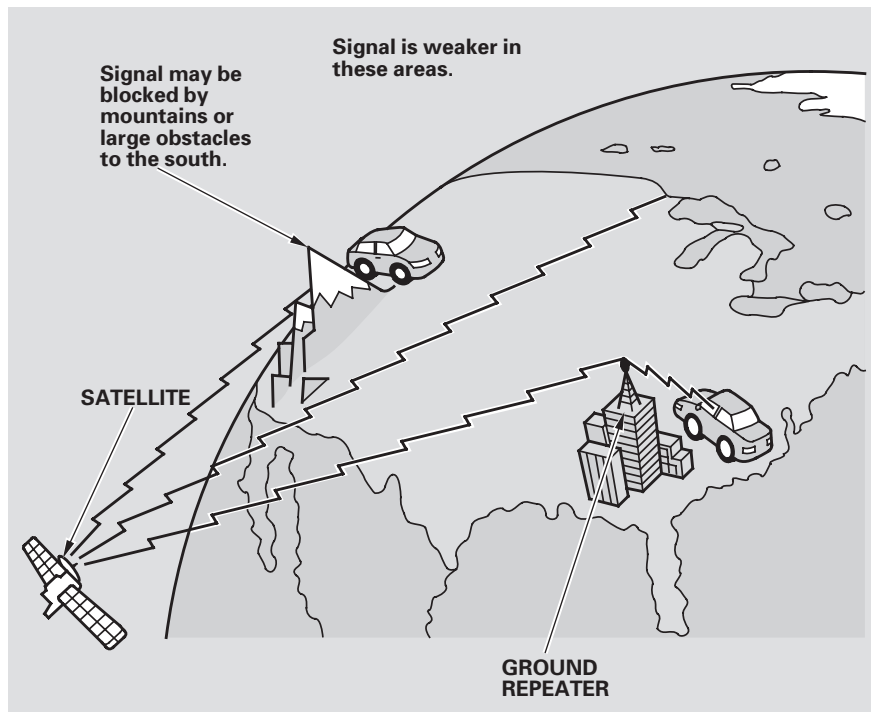 Signal may be
blocked by
mountains or
large obstacles
to the south.
Signal is weaker in
these areas.
SATELLITE
GROUND
REPEATER